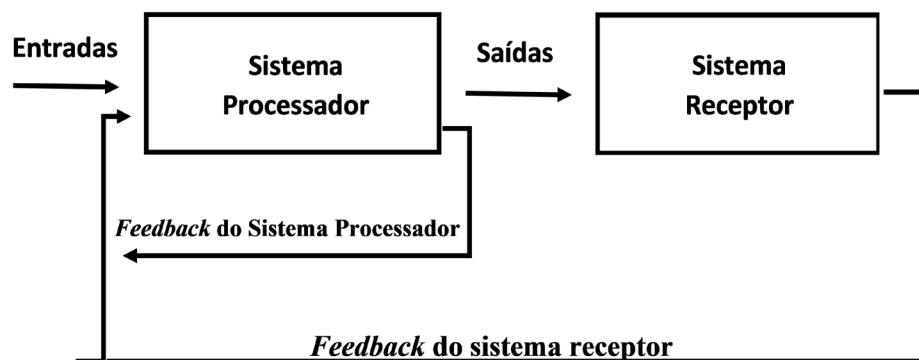 Entradas
Sistema
Processador
Saídas
Sistema
Receptor
Feedback do Sistema Processador
Feedback do sistema receptor